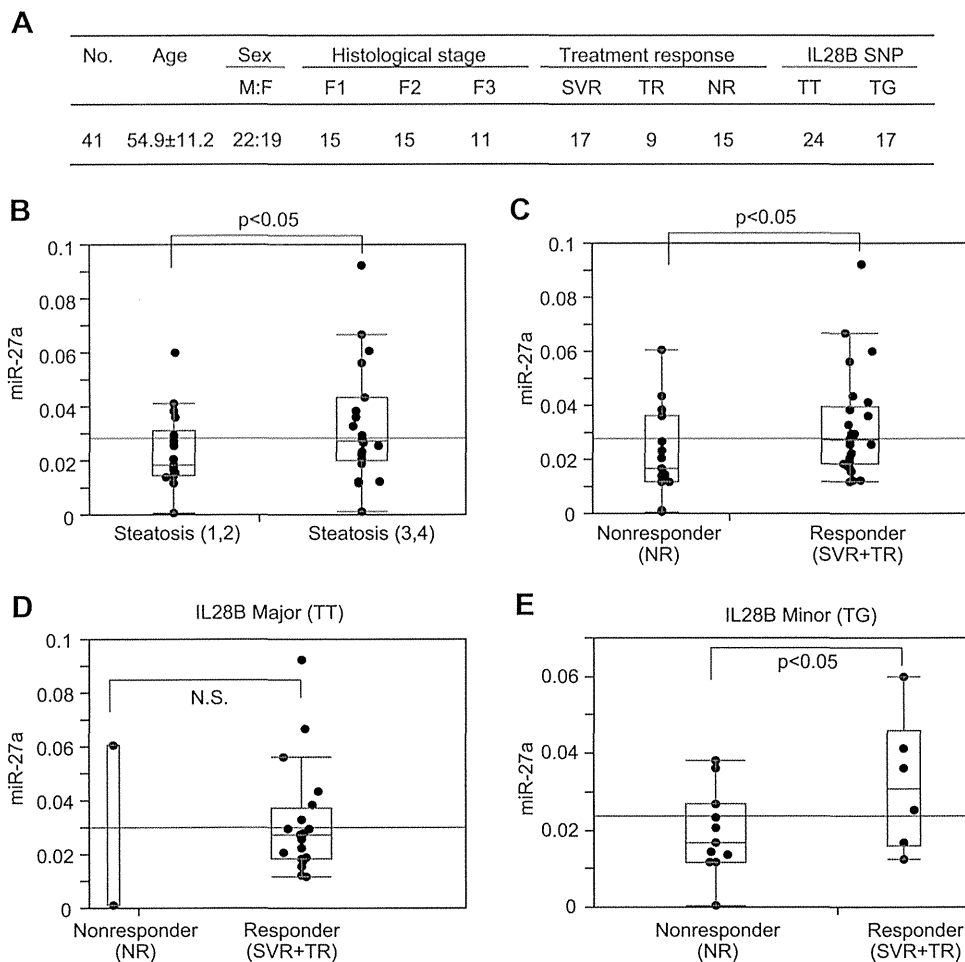 A
No. Age Sex Histological stage Treatment response IL28B SNP
M:F F1 F2 F3 SVR TR NR TT TG
41 54.9±11.2 22:19 15 15 11 17 9 15 24 17
B
p<0.05
0.1
0.08
0.06
0.04
0.02
0
miR-27a
Steatosis (1,2) Steatosis (3,4)
C
p<0.05
0.1
0.08
0.06
0.04
0.02
0
miR-27a
Nonresponder Responder
(NR) (SVR+TR)
D
IL28B Major (TT)
0.1
0.08
0.06
0.04
0.02
0
miR-27a
N.S.
Nonresponder Responder
(NR) (SVR+TR)
E
IL28B Minor (TG)
p<0.05
0.06
0.04
0.02
0
miR-27a
Nonresponder Responder
(NR) (SVR+TR)